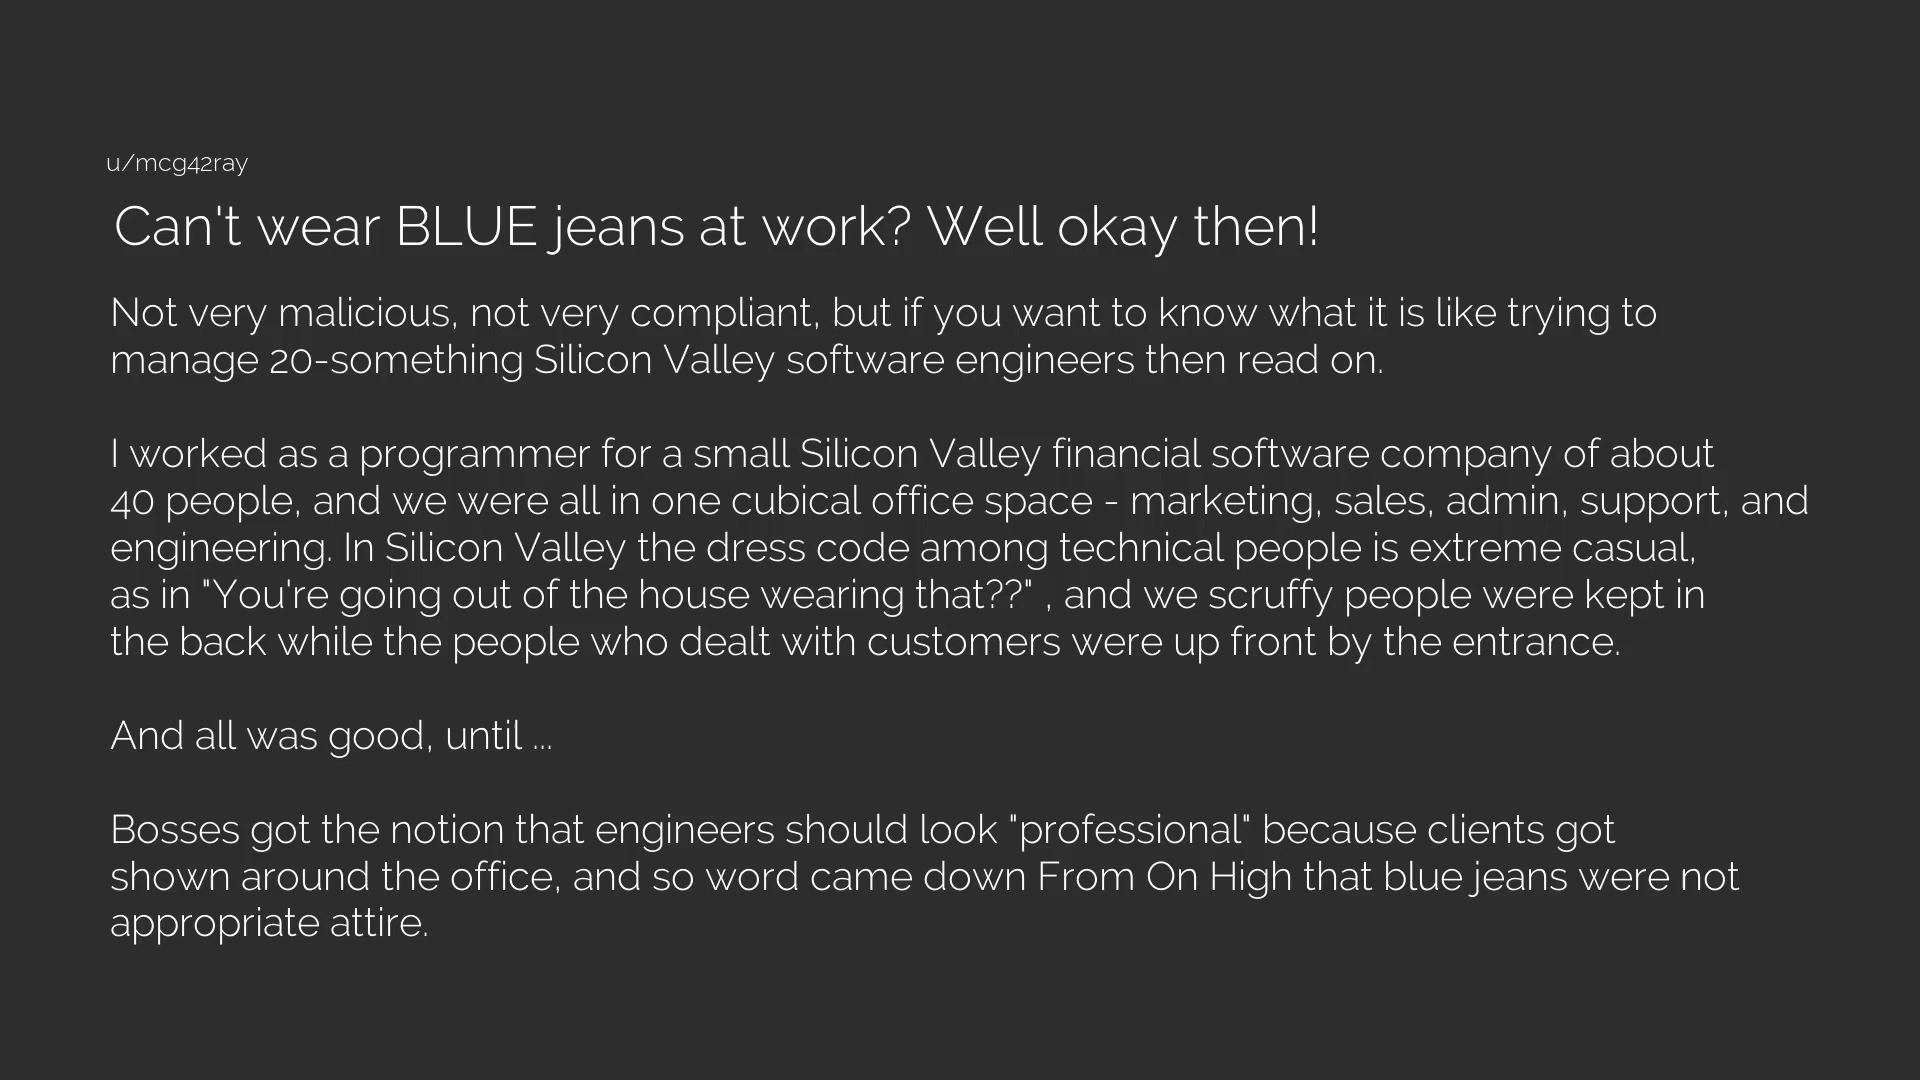 u/mcg42ray
Can't wear BLUE jeans at work? Well okay then!
Not very malicious, not very compliant, but if you want to know what it is like trying to
manage 20-something Silicon Valley software engineers then read on.
I worked as a programmer for a small Silicon Valley financial software company of about
40 people, and we were all in one cubical office space - marketing, sales, admin, support, and
engineering. In Silicon Valley the dress code among technical people is extreme casual,
as in "You're going out of the house wearing that??" , and we scruffy people were kept in
the back while the people who dealt with customers were up front by the entrance.
And all was good, until ...
Bosses got the notion that engineers should look "professional" because clients got
shown around the office, and so word came down From On High that blue jeans were not
appropriate attire.